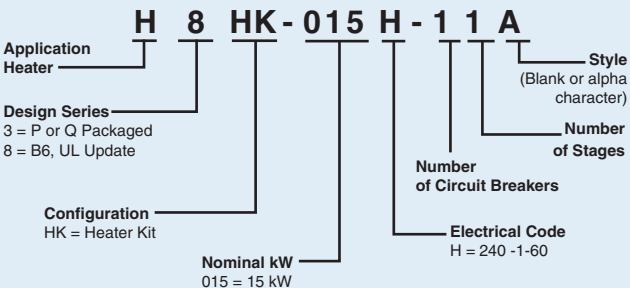 H 8 HK - 015 H - 1 1 A
Application
Heater
Design Series
3 = P or Q Packaged
8 = B6, UL Update
Configuration
HK = Heater Kit
Nominal kW
015 = 15 kW
Style
(Blank or alpha
character)
Number
of Stages
Number
of Circuit Breakers
Electrical Code
H = 240 -1-60